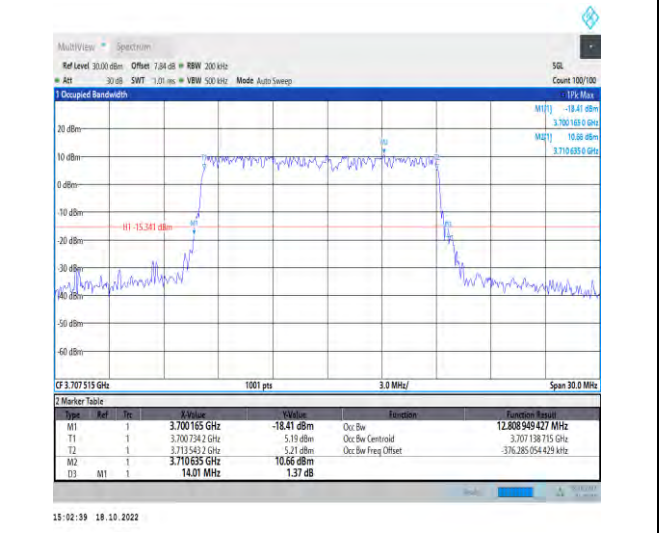 MultiView Spectrum
Ref Level 30.00 dBm Offset 7.84 dB RBW 200 kHz SGL
Att 30 dB SWT 1.01 ms VBW 500 kHz Mode Auto Sweep Count 100/100
1 Occupied Bandwidth 1Pk Max
M1[1] -18.41 dBm
3.700 165 0 GHz
M2[1] 10.66 dBm
3.710 635 0 GHz
20 dBm
10 dBm
0 dBm
-10 dBm
H1 -15.341 dBm
M1
M2
-20 dBm
-30 dBm
-40 dBm
-50 dBm
-60 dBm
CF 3.707 515 GHz 1001 pts 3.0 MHz/ Span 30.0 MHz
2 Marker Table
Type Ref Trc X-Value Y-Value Function Function Result
M1 1 3.700 165 GHz -18.41 dBm Occ Bw 12.808 949 427 MHz
T1 1 3.700 734 2 GHz 5.19 dBm Occ Bw Centroid 3.707 138 715 GHz
T2 1 3.713 543 2 GHz 5.21 dBm Occ Bw Freq Offset -376.285 054 429 kHz
M2 1 3.710 635 GHz 10.66 dBm
D3 M1 1 14.01 MHz 1.37 dB
15:02:39 18.10.2022